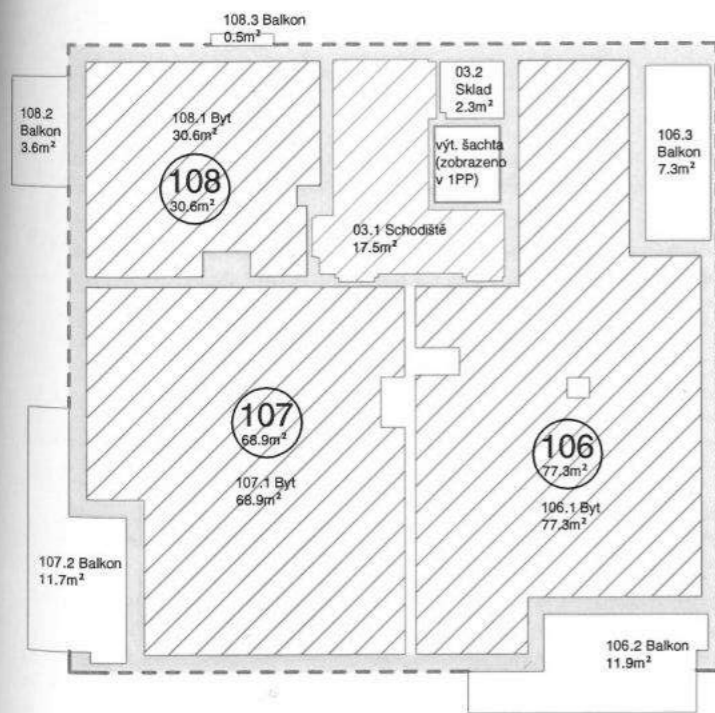 108.3 Balkon
0.5m²
108.2
Balkon
3.6m²
108.1 Byt
30.6m²
108
30.6m²
03.2
Sklad
2.3m²
výt. šachta
(zobrazeno
v 1PP)
106.3
Balkon
7.3m²
03.1 Schodiště
17.5m²
107
68.9m²
107.1 Byt
68.9m²
106
77.3m²
106.1 Byt
77.3m²
107.2 Balkon
11.7m²
106.2 Balkon
11.9m²